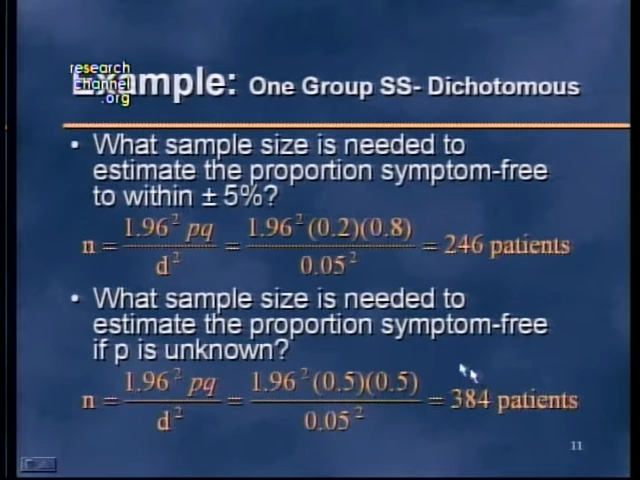 research
channel
.org
Example: One Group SS- Dichotomous
• What sample size is needed to
estimate the proportion symptom-free
to within ± 5%?
n = 1.96² pq / d² = 1.96² (0.2)(0.8) / 0.05² = 246 patients
• What sample size is needed to
estimate the proportion symptom-free
if p is unknown?
n = 1.96² pq / d² = 1.96² (0.5)(0.5) / 0.05² = 384 patients
11